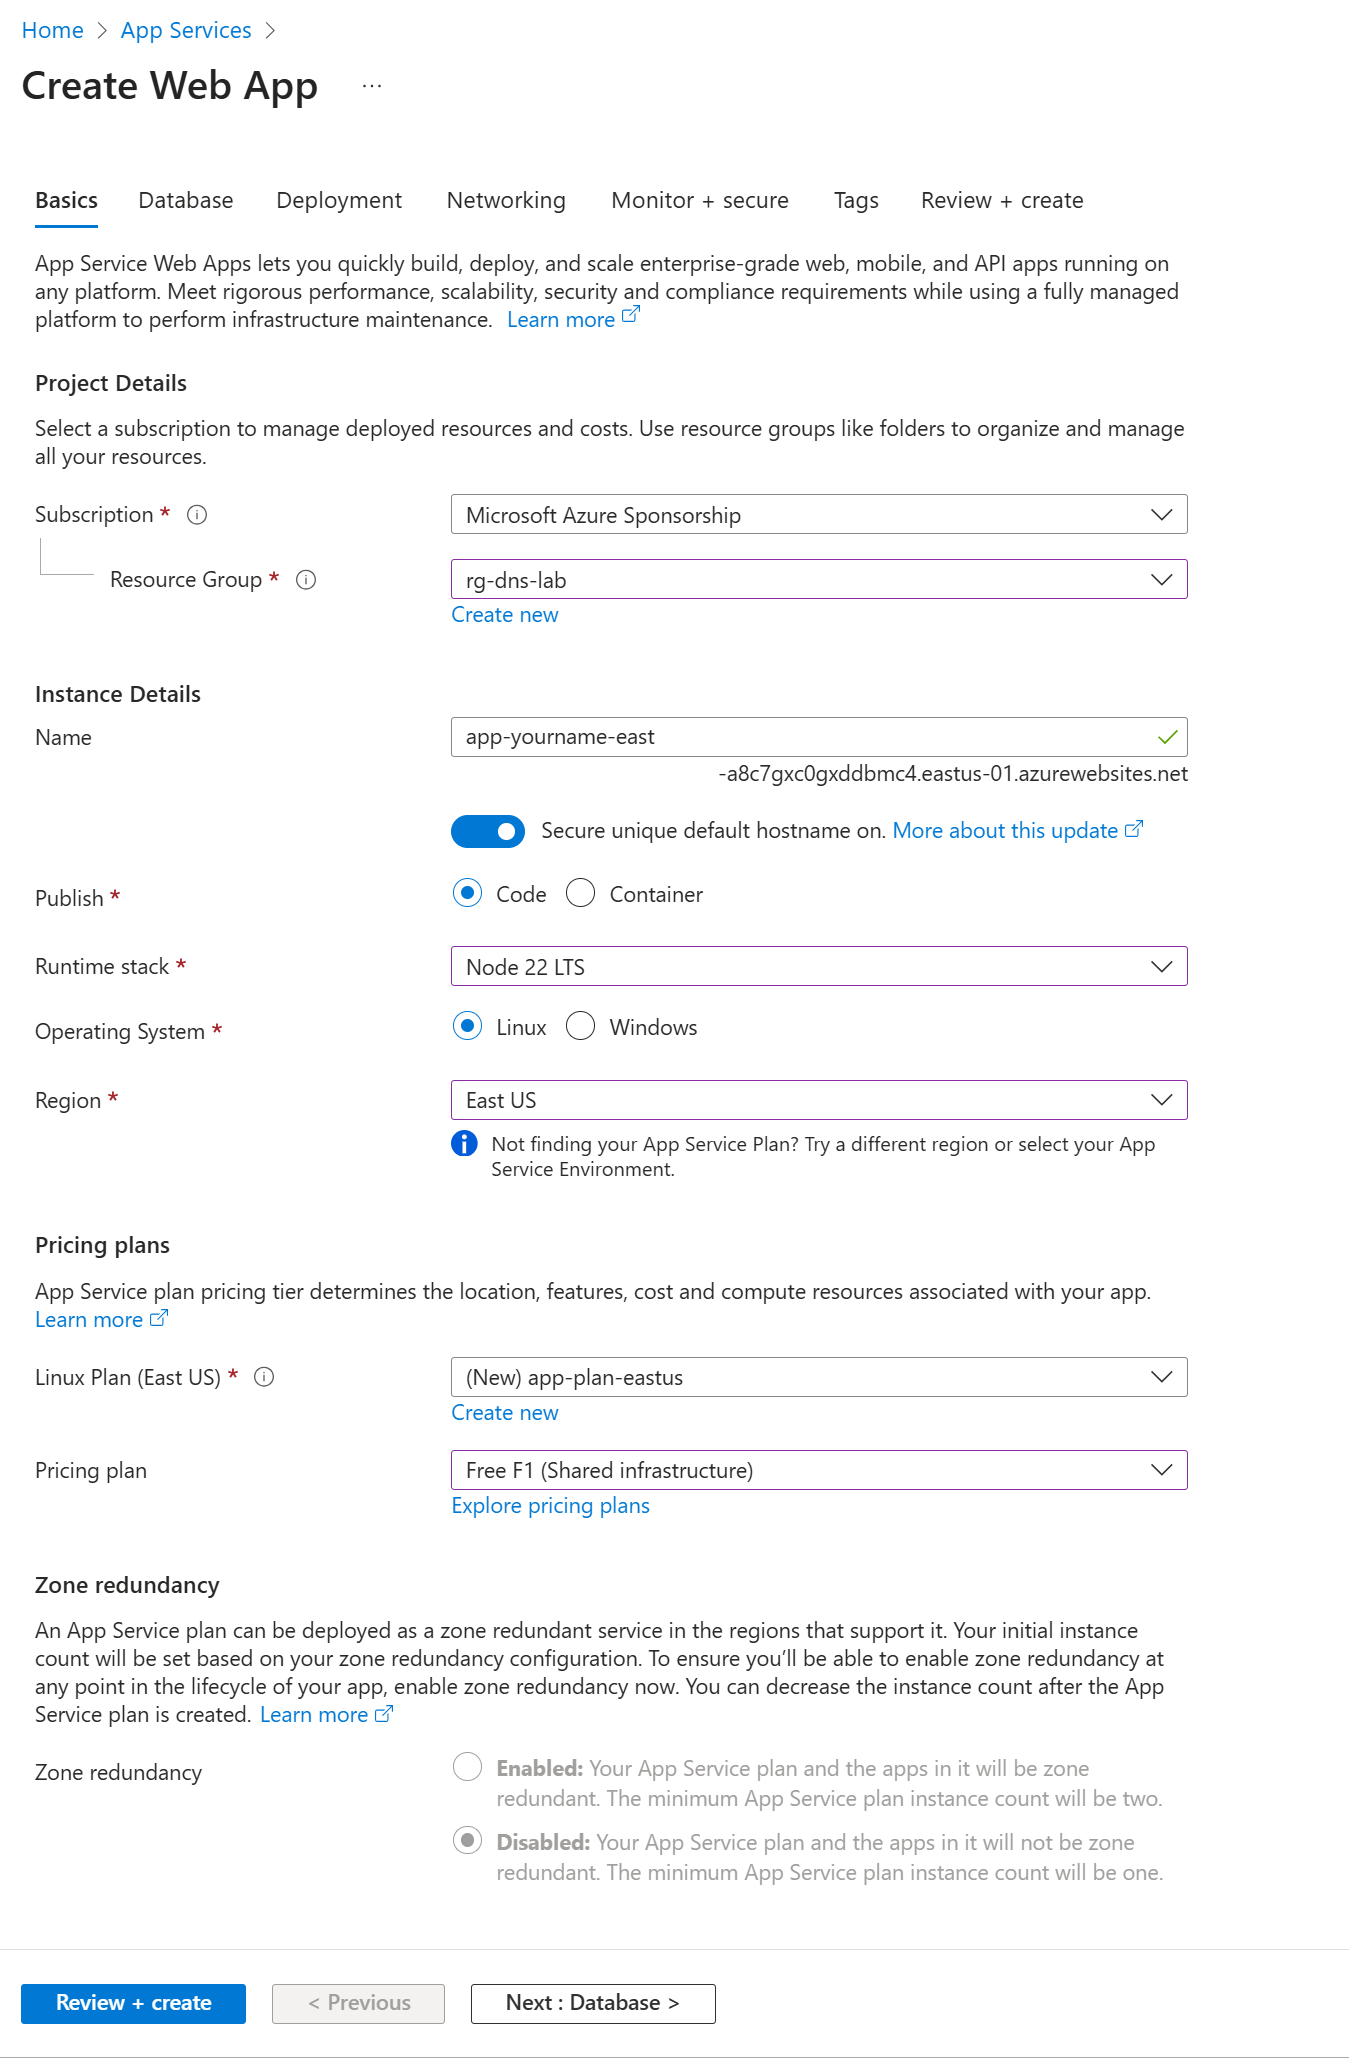 Home > App Services >
Create Web App ...
Basics Database Deployment Networking Monitor + secure Tags Review + create
App Service Web Apps lets you quickly build, deploy, and scale enterprise-grade web, mobile, and API apps running on
any platform. Meet rigorous performance, scalability, security and compliance requirements while using a fully managed
platform to perform infrastructure maintenance. Learn more
Project Details
Select a subscription to manage deployed resources and costs. Use resource groups like folders to organize and manage
all your resources.
Subscription * Microsoft Azure Sponsorship
Resource Group * rg-dns-lab
Create new
Instance Details
Name app-yourname-east
-a8c7gxc0gxddbmc4.eastus-01.azurewebsites.net
Secure unique default hostname on. More about this update
Publish * Code Container
Runtime stack * Node 22 LTS
Operating System * Linux Windows
Region * East US
Not finding your App Service Plan? Try a different region or select your App
Service Environment.
Pricing plans
App Service plan pricing tier determines the location, features, cost and compute resources associated with your app.
Learn more
Linux Plan (East US) * (New) app-plan-eastus
Create new
Pricing plan Free F1 (Shared infrastructure)
Explore pricing plans
Zone redundancy
An App Service plan can be deployed as a zone redundant service in the regions that support it. Your initial instance
count will be set based on your zone redundancy configuration. To ensure you’ll be able to enable zone redundancy at
any point in the lifecycle of your app, enable zone redundancy now. You can decrease the instance count after the App
Service plan is created. Learn more
Zone redundancy Enabled: Your App Service plan and the apps in it will be zone
redundant. The minimum App Service plan instance count will be two.
Disabled: Your App Service plan and the apps in it will not be zone
redundant. The minimum App Service plan instance count will be one.
Review + create < Previous Next : Database >